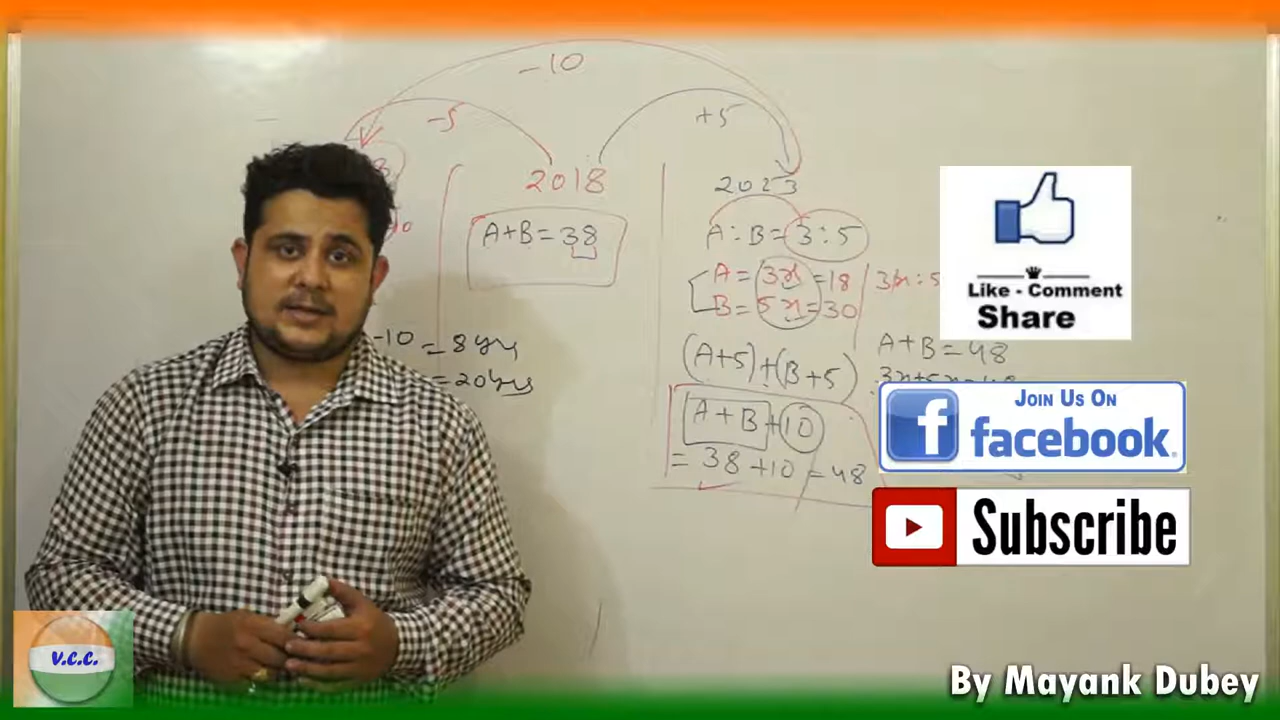 -10
-5
+5
2018
2023
A+B=38
A:B=3:5
A=3x=18
B=5x=30
(A+5)+(B+5)
A+B+10
=38+10=48
A+B=48
-10=8yrs
=20yrs
Like - Comment
Share
Join Us On
facebook
Subscribe
V.C.C.
By Mayank Dubey